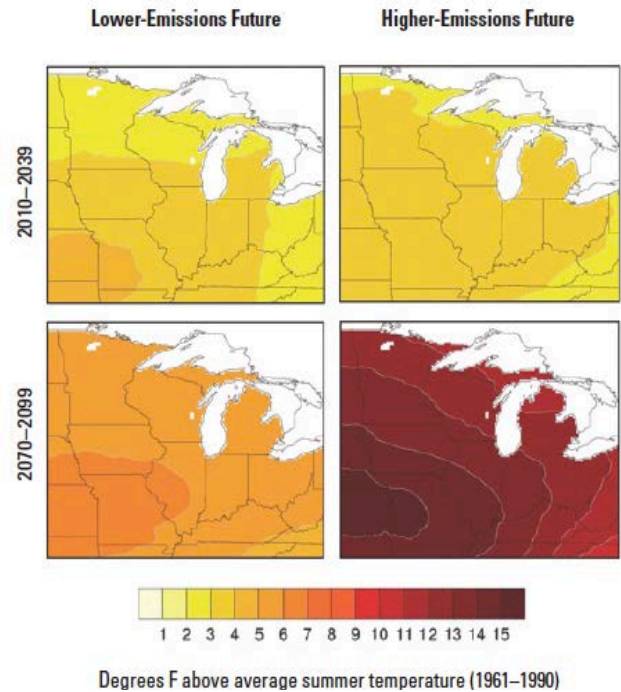 Lower-Emissions Future
Higher-Emissions Future
2010–2039
2070–2099
1 2 3 4 5 6 7 8 9 10 11 12 13 14 15
Degrees F above average summer temperature (1961–1990)